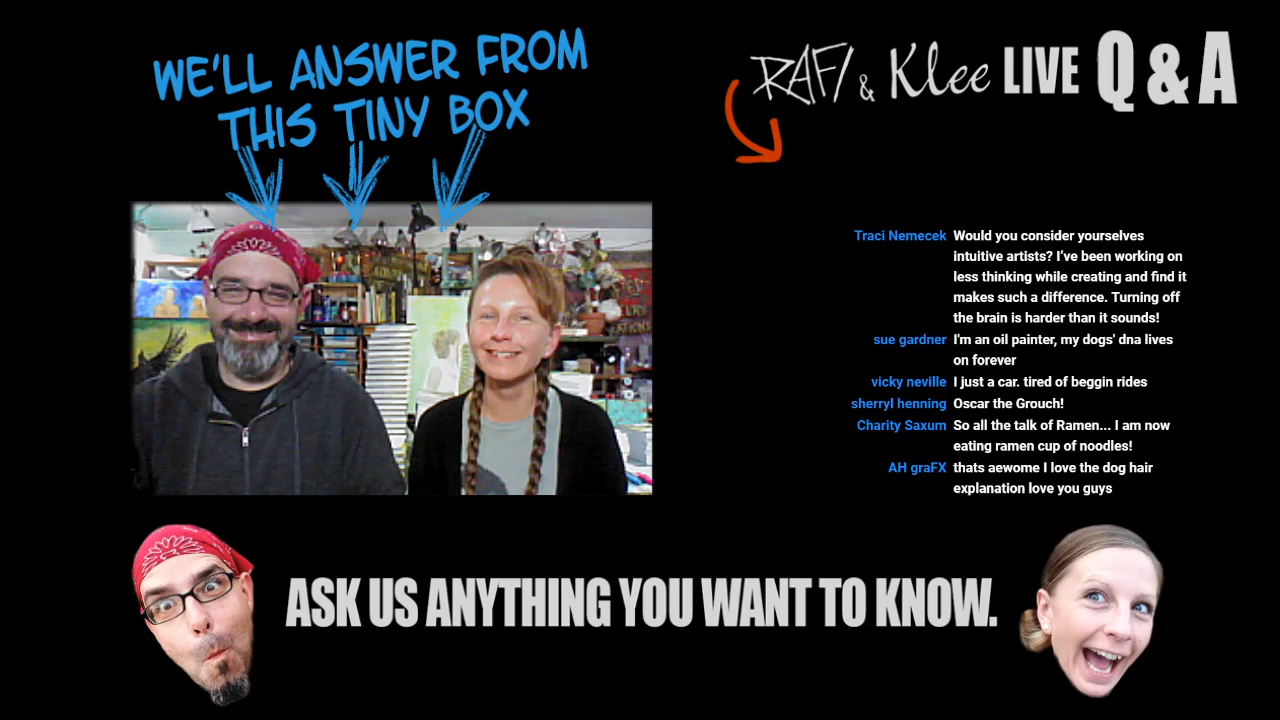 WE'LL ANSWER FROM
THIS TINY BOX
RAFI & Klee LIVE Q & A
Traci Nemecek Would you consider yourselves
intuitive artists? I've been working on
less thinking while creating and find it
makes such a difference. Turning off
the brain is harder than it sounds!
sue gardner I'm an oil painter, my dogs' dna lives
on forever
vicky neville I just a car. tired of beggin rides
sherryl henning Oscar the Grouch!
Charity Saxum So all the talk of Ramen... I am now
eating ramen cup of noodles!
AH graFX thats aewome I love the dog hair
explanation love you guys
ASK US ANYTHING YOU WANT TO KNOW.